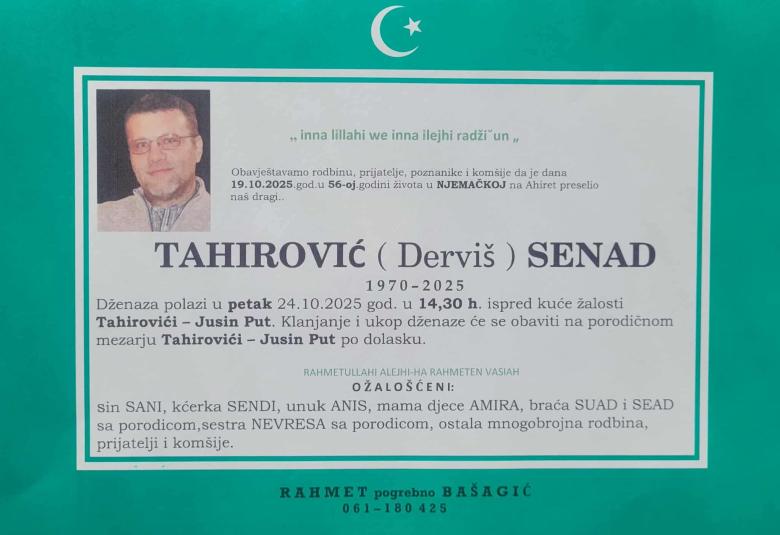 „ inna lillahi we inna ilejhi radži˝un „
Obavještavamo rodbinu, prijatelje, poznanike i komšije da je dana
19.10.2025.god.u 56-oj.godini života u NJEMAČKOJ na Ahiret preselio
naš dragi..
TAHIROVIĆ ( Derviš ) SENAD
1970-2025
Dženaza polazi u petak 24.10.2025 god. u 14,30 h. ispred kuće žalosti
Tahirovići – Jusin Put. Klanjanje i ukop dženaze će se obaviti na porodičnom
mezarju Tahirovići – Jusin Put po dolasku.
RAHMETULLAHI ALEJHI-HA RAHMETEN VASIAH
OŽALOŠĆENI:
sin SANI, kćerka SENDI, unuk ANIS, mama djece AMIRA, braća SUAD i SEAD
sa porodicom,sestra NEVRESA sa porodicom, ostala mnogobrojna rodbina,
prijatelji i komšije.
RAHMET pogrebno BAŠAGIĆ
061-180 425